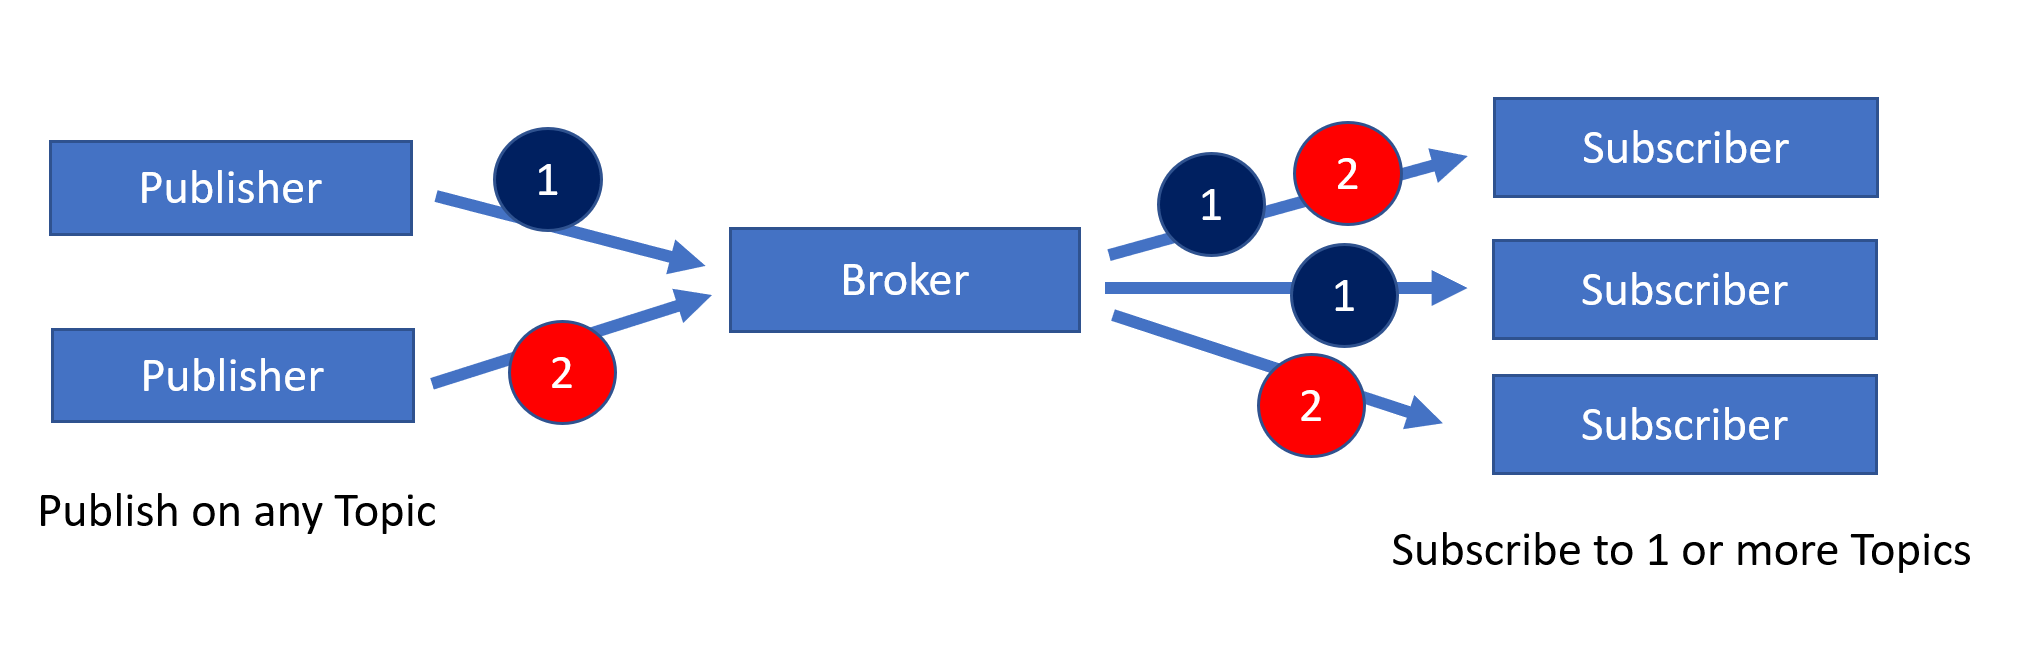 Publisher
1
Publisher
2
Broker
1
2
Subscriber
1
Subscriber
2
Subscriber
Publish on any Topic
Subscribe to 1 or more Topics